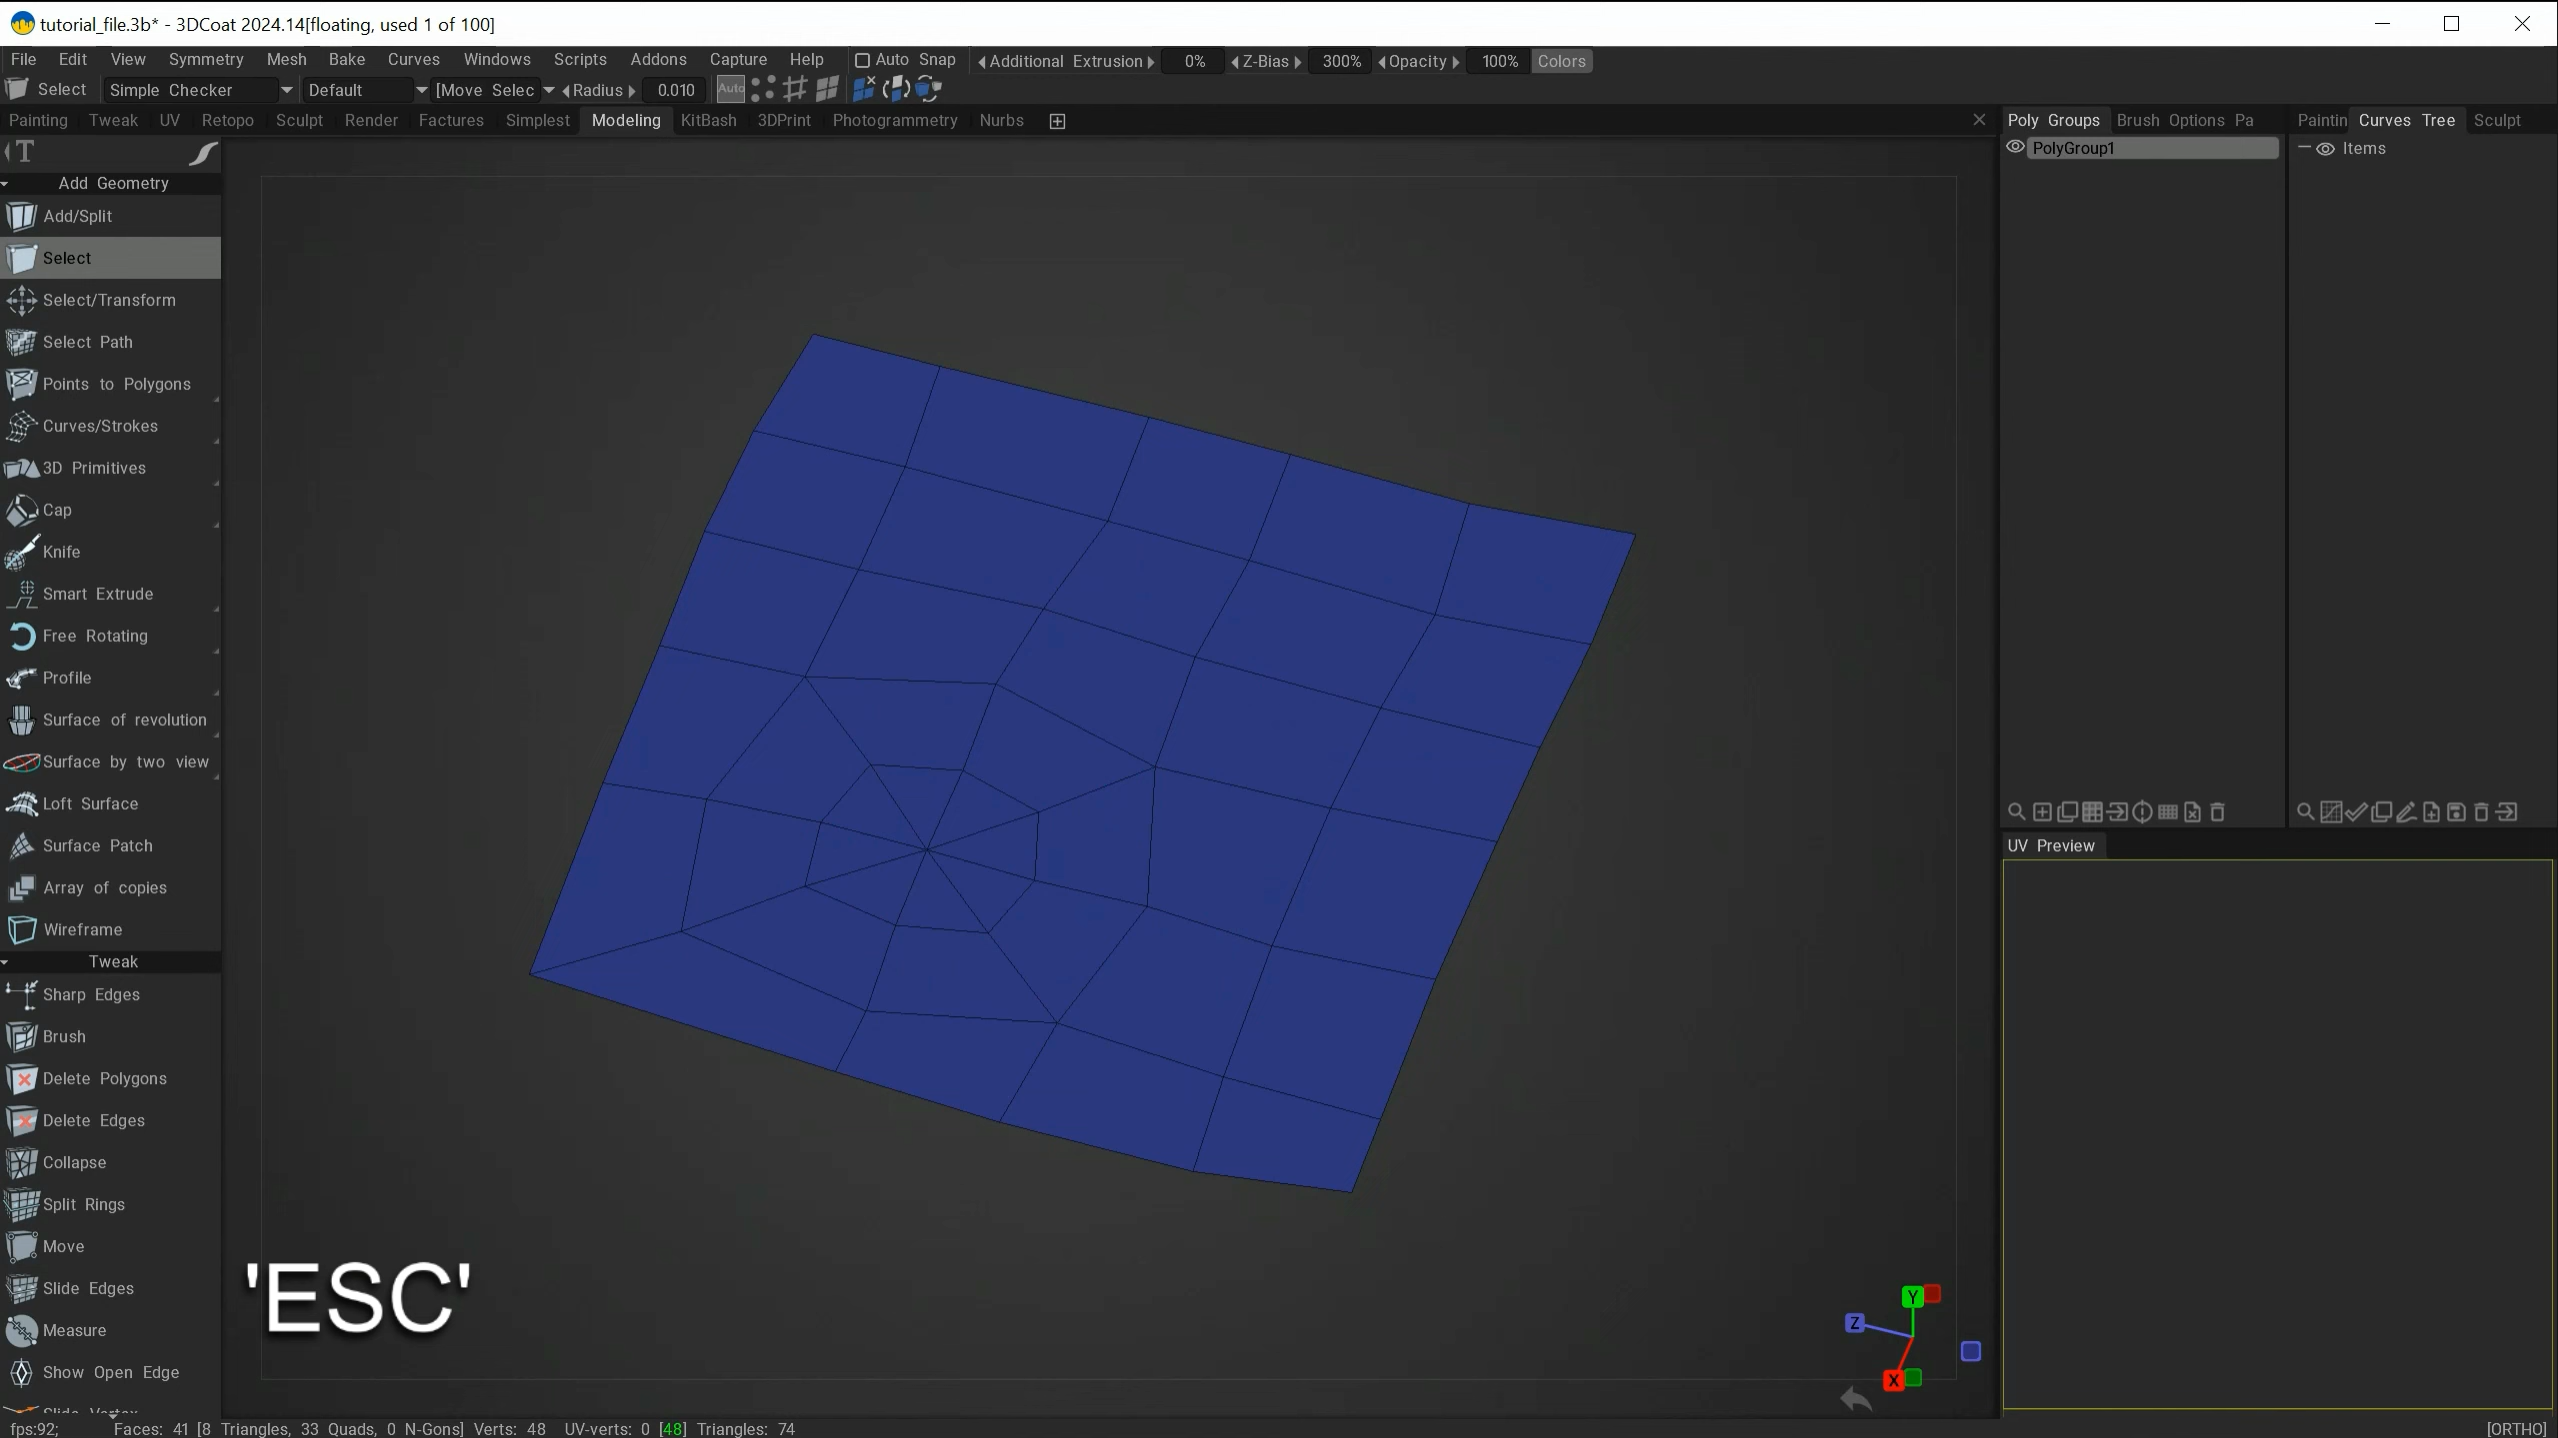 tutorial_file.3b* - 3DCoat 2024.14[floating, used 1 of 100]
File Edit View Symmetry Mesh Bake Curves Windows Scripts Addons Capture Help Auto Snap Additional Extrusion 0% Z-Bias 300% Opacity 100% Colors
Select Simple Checker Default [Move Selec Radius 0.010 Auto
Painting Tweak UV Retopo Sculpt Render Factures Simplest Modeling KitBash 3DPrint Photogrammetry Nurbs
Poly Groups Brush Options Pa
Paintin Curves Tree Sculpt
PolyGroup1
Items
T
Add Geometry
Add/Split
Select
Select/Transform
Select Path
Points to Polygons
Curves/Strokes
3D Primitives
Cap
Knife
Smart Extrude
Free Rotating
Profile
Surface of revolution
Surface by two view
Loft Surface
Surface Patch
Array of copies
Wireframe
Tweak
Sharp Edges
Brush
Delete Polygons
Delete Edges
Collapse
Split Rings
Move
Slide Edges
Measure
Show Open Edge
Slide Vertex
UV Preview
'ESC'
Y
Z
X
fps:92; Faces: 41 [8 Triangles, 33 Quads, 0 N-Gons] Verts: 48 UV-verts: 0 [48] Triangles: 74
[ORTHO]